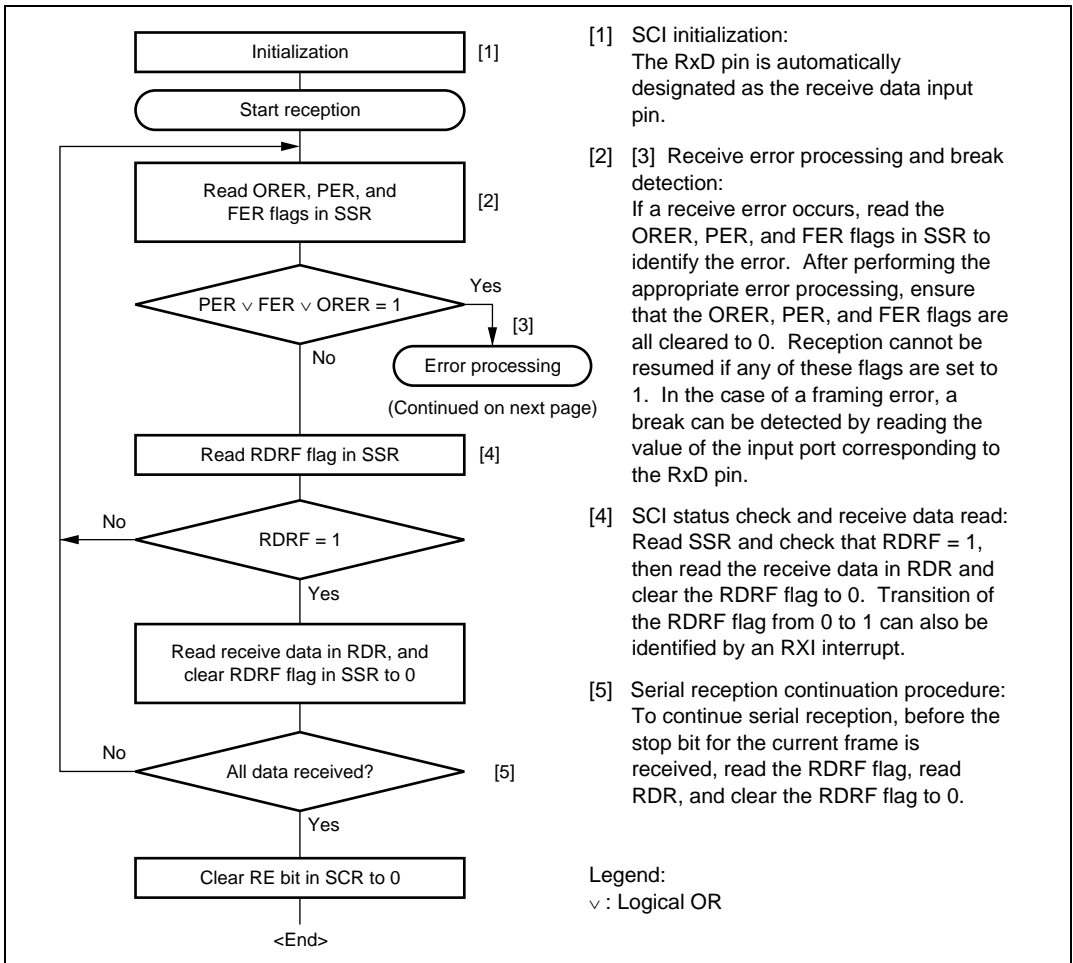 Initialization [1]
Start reception
Read ORER, PER, and
FER flags in SSR
[2]
PER ∨ FER ∨ ORER = 1
Yes
[3]
No
Error processing
(Continued on next page)
Read RDRF flag in SSR [4]
No
RDRF = 1
Yes
Read receive data in RDR, and
clear RDRF flag in SSR to 0
No
All data received? [5]
Yes
Clear RE bit in SCR to 0
<End>
[1] SCI initialization:
The RxD pin is automatically
designated as the receive data input
pin.
[2] [3] Receive error processing and break
detection:
If a receive error occurs, read the
ORER, PER, and FER flags in SSR to
identify the error. After performing the
appropriate error processing, ensure
that the ORER, PER, and FER flags are
all cleared to 0. Reception cannot be
resumed if any of these flags are set to
1. In the case of a framing error, a
break can be detected by reading the
value of the input port corresponding to
the RxD pin.
[4] SCI status check and receive data read:
Read SSR and check that RDRF = 1,
then read the receive data in RDR and
clear the RDRF flag to 0. Transition of
the RDRF flag from 0 to 1 can also be
identified by an RXI interrupt.
[5] Serial reception continuation procedure:
To continue serial reception, before the
stop bit for the current frame is
received, read the RDRF flag, read
RDR, and clear the RDRF flag to 0.
Legend:
∨ : Logical OR